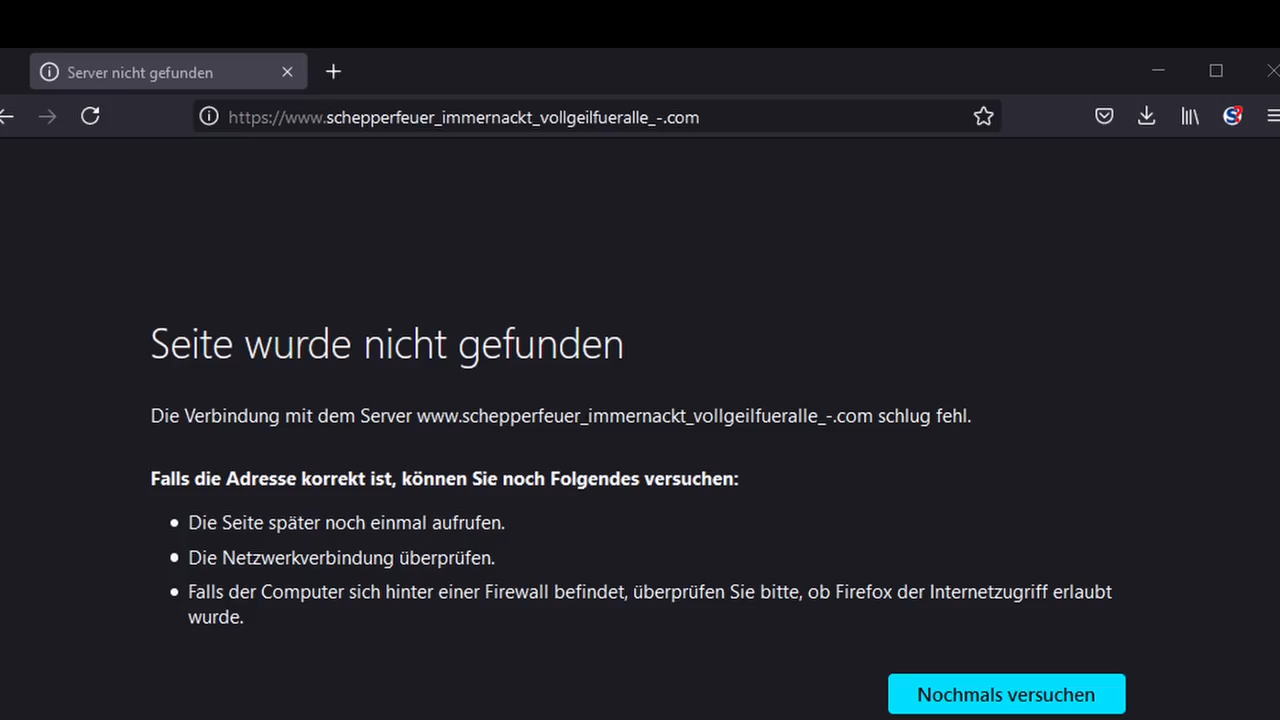 Server nicht gefunden
https://www.schepperfeuer_immernackt_vollgeilfueralle_-.com
Seite wurde nicht gefunden
Die Verbindung mit dem Server www.schepperfeuer_immernackt_vollgeilfueralle_-.com schlug fehl.
Falls die Adresse korrekt ist, können Sie noch Folgendes versuchen:
Die Seite später noch einmal aufrufen.
Die Netzwerkverbindung überprüfen.
Falls der Computer sich hinter einer Firewall befindet, überprüfen Sie bitte, ob Firefox der Internetzugriff erlaubt
wurde.
Nochmals versuchen